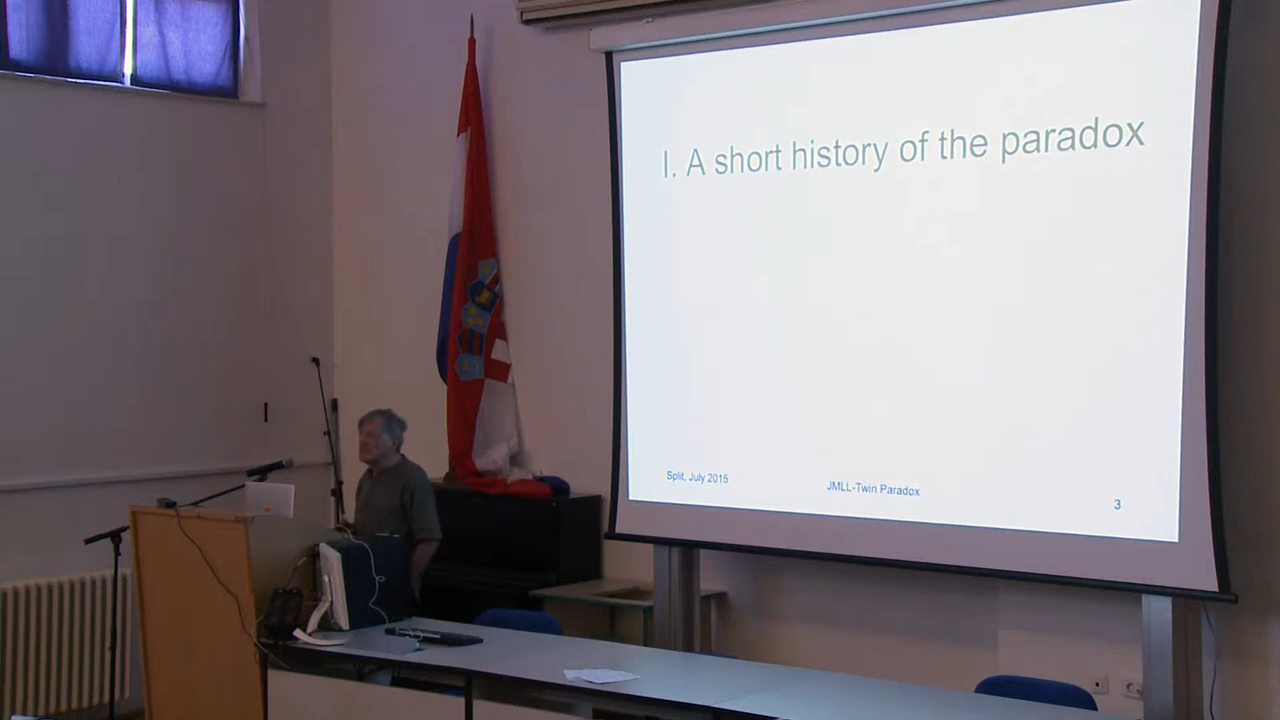 I. A short history of the paradox
Split, July 2015
JMLL-Twin Paradox
3